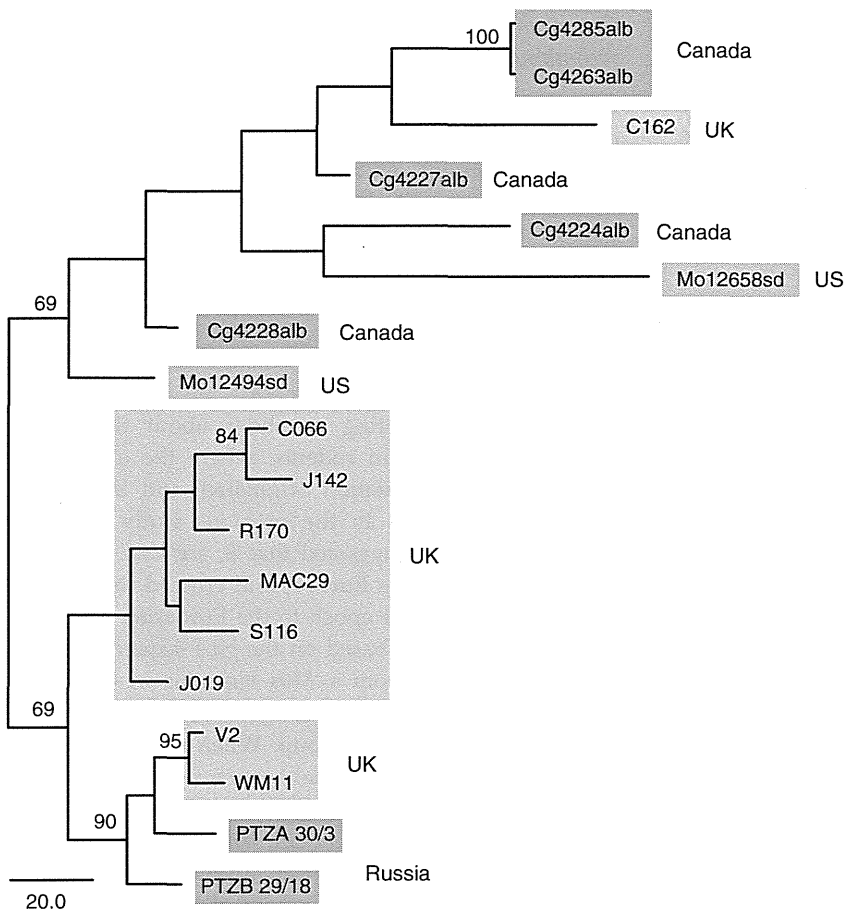 100
Cg4285alb
Canada
Cg4263alb
C162
UK
Cg4227alb
Canada
Cg4224alb
Canada
Mo12658sd
US
69
Cg4228alb
Canada
Mo12494sd
US
84
C066
J142
R170
UK
MAC29
S116
J019
69
95
V2
UK
WM11
90
PTZA 30/3
Russia
PTZB 29/18
20.0